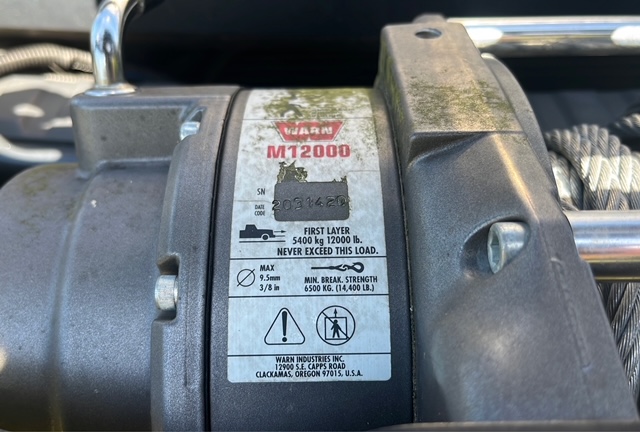 WARN
M12000
SN
DATE
CODE
2031420
FIRST LAYER
5400 kg 12000 lb.
NEVER EXCEED THIS LOAD.
MAX
9.5mm
3/8 in
MIN. BREAK. STRENGTH
6500 KG. (14,400 LB.)
WARN INDUSTRIES INC.
12900 S.E. CAPPS ROAD
CLACKAMAS, OREGON 97015, U.S.A.